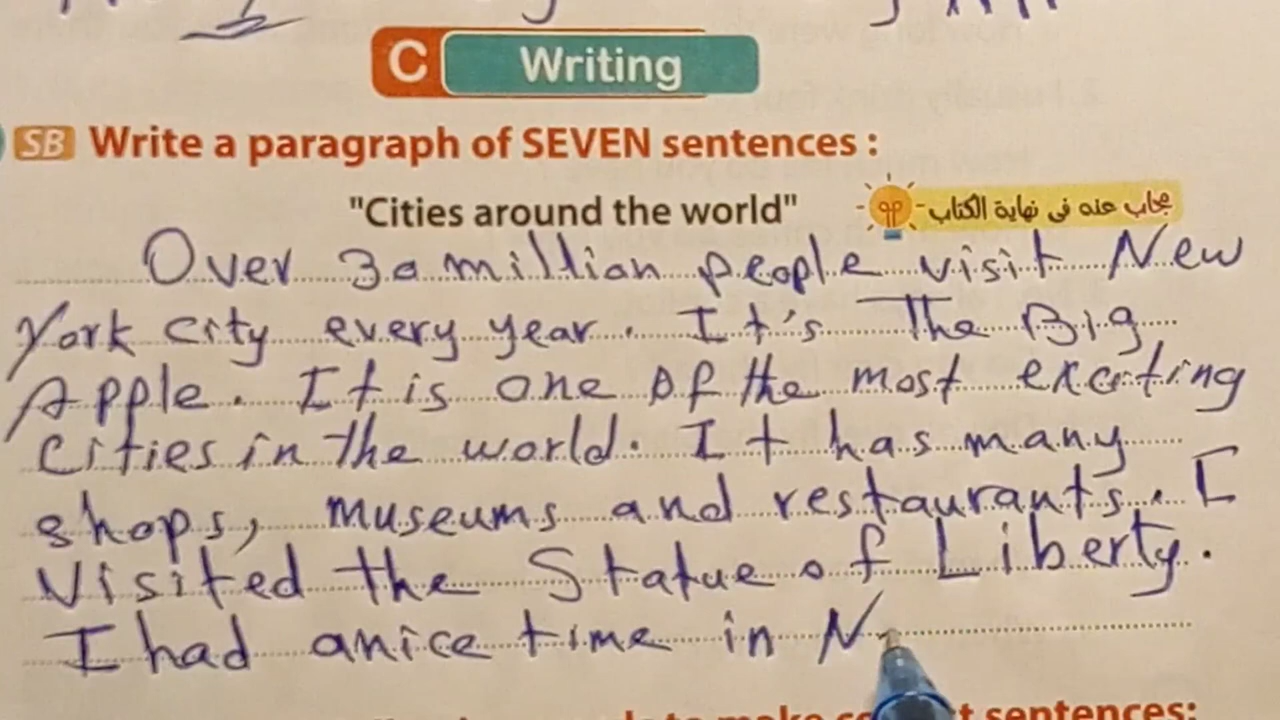 C Writing
SB Write a paragraph of SEVEN sentences :
"Cities around the world"
مجاب عنه فى نهاية الكتاب
Over 30 million people visit New
York City every year. It's The Big
Apple. It is one of the most exciting
cities in the world. It has many
shops, museums and restaurants. I
visited the Statue of Liberty.
I had a nice time in N
sentences: